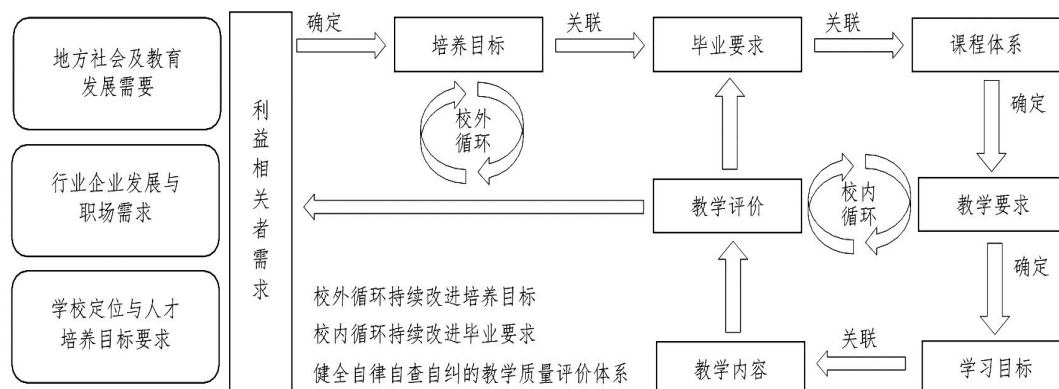 地方社会及教育
发展需要
行业企业发展与
职场需求
学校定位与人才
培养目标要求
利益相关者需求
确定
培养目标
关联
毕业要求
关联
课程体系
校外
循环
确定
教学评价
校内
循环
教学要求
确定
校外循环持续改进培养目标
校内循环持续改进毕业要求
健全自律自查自纠的教学质量评价体系
教学内容
关联
学习目标